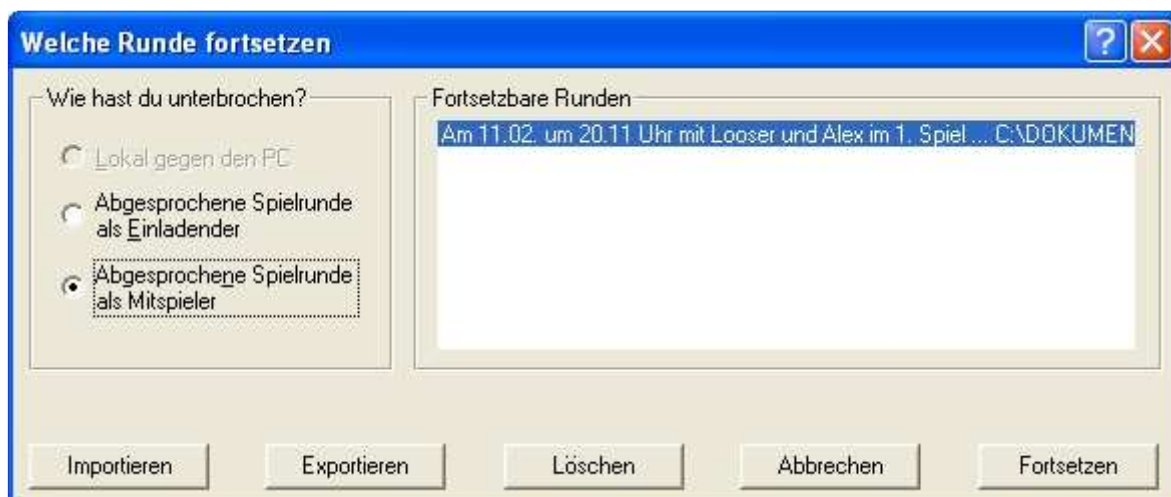 Welche Runde fortsetzen
Wie hast du unterbrochen?
Lokal gegen den PC
Abgesprochene Spielrunde
als Einladender
Abgesprochene Spielrunde
als Mitspieler
Fortsetzbare Runden
Am 11.02. um 20.11 Uhr mit Looser und Alex im 1. Spiel ... C:\DOKUMEN
Importieren
Exportieren
Löschen
Abbrechen
Fortsetzen